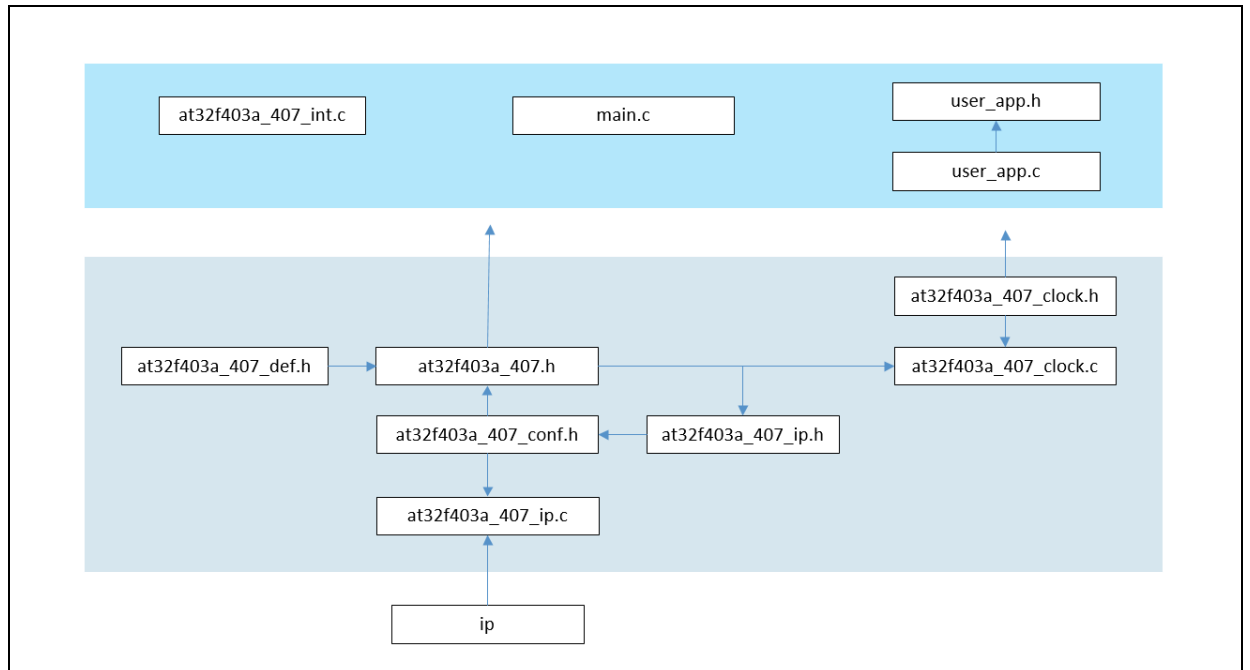 at32f403a_407_int.c
main.c
user_app.h
user_app.c
at32f403a_407_clock.h
at32f403a_407_def.h
at32f403a_407.h
at32f403a_407_clock.c
at32f403a_407_conf.h
at32f403a_407_ip.h
at32f403a_407_ip.c
ip